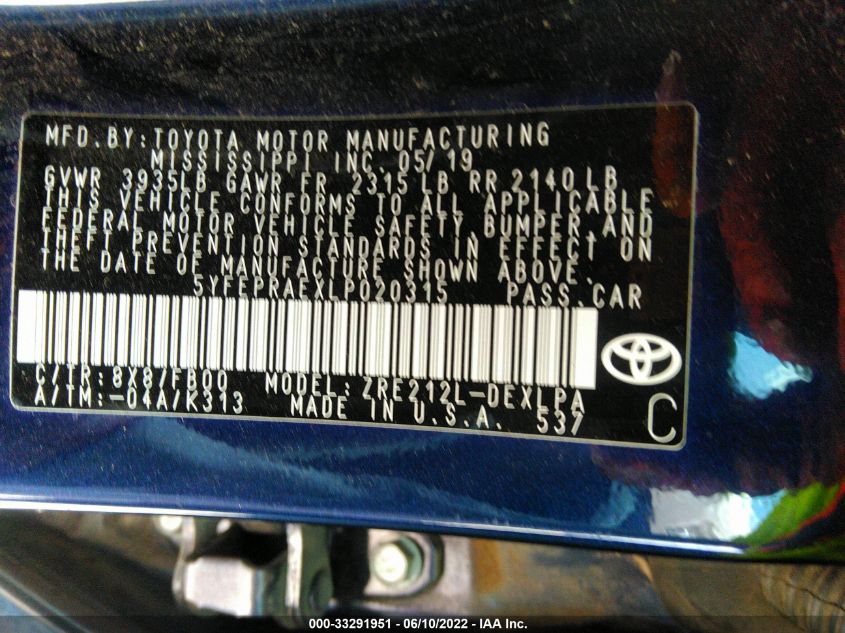 MFD.BY:TOYOTA MOTOR MANUFACTURING
MISSISSIPPI INC.05/19
GVWR 3935LB GAWR FR 2315LB RR 2140LB
THIS VEHICLE CONFORMS TO ALL APPLICABLE
FEDERAL MOTOR VEHICLE SAFETY,BUMPER,AND
THEFT PREVENTION STANDARDS IN EFFECT ON
THE DATE OF MANUFACTURE SHOWN ABOVE.
5YFEPRAEXLP020315 PASS.CAR
C/TR:8X8/FB00 MODEL:ZRE212L-DEXLPA
A/TM:-04A/K313 MADE IN U.S.A. 537
C
000-33291951 - 06/10/2022 - IAA Inc.